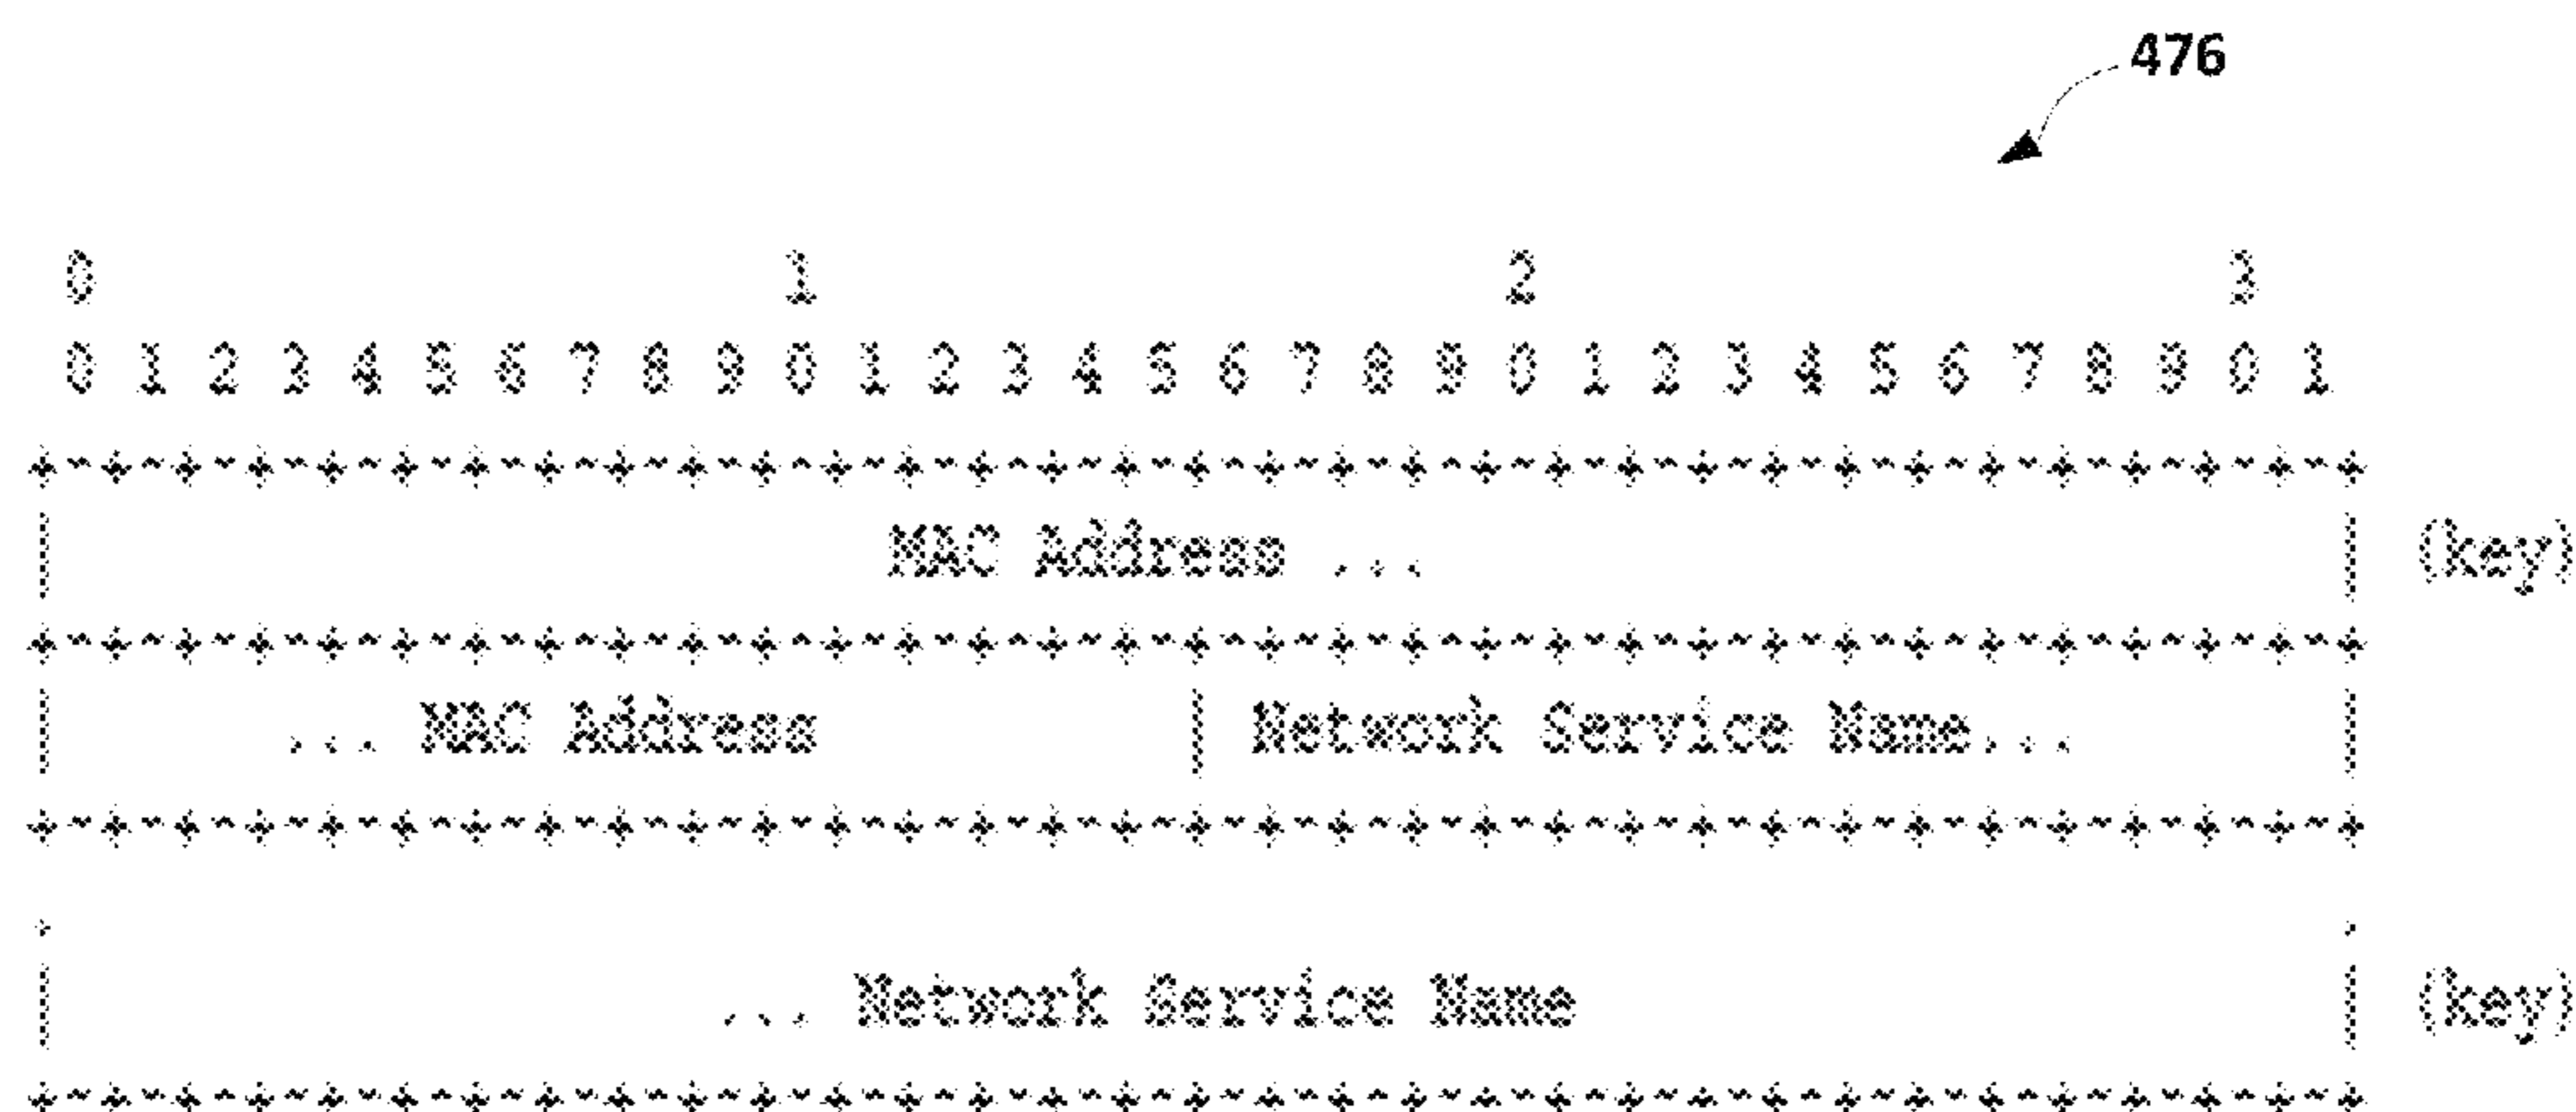 476
0 1 2 3
0 1 2 3 4 5 6 7 8 9 0 1 2 3 4 5 6 7 8 9 0 1 2 3 4 5 6 7 8 9 0 1
+-+-+-+-+-+-+-+-+-+-+-+-+-+-+-+-+-+-+-+-+-+-+-+-+-+-+-+-+-+-+-+-+
| MAC Address ... | (key)
+-+-+-+-+-+-+-+-+-+-+-+-+-+-+-+-+-+-+-+-+-+-+-+-+-+-+-+-+-+-+-+-+
| ... MAC Address | Network Service Name... |
+-+-+-+-+-+-+-+-+-+-+-+-+-+-+-+-+-+-+-+-+-+-+-+-+-+-+-+-+-+-+-+-+
. .
| ... Network Service Name | (key)
+-+-+-+-+-+-+-+-+-+-+-+-+-+-+-+-+-+-+-+-+-+-+-+-+-+-+-+-+-+-+-+-+